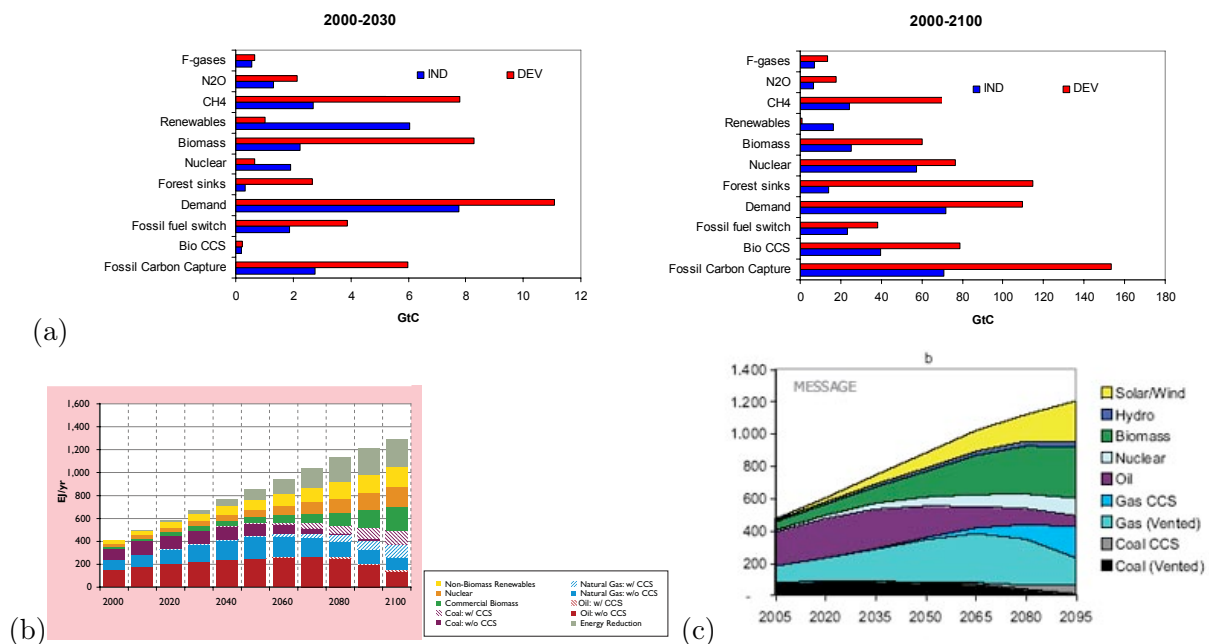 2000-2030
F-gases
N2O
CH4
Renewables
Biomass
Nuclear
Forest sinks
Demand
Fossil fuel switch
Bio CCS
Fossil Carbon Capture
IND DEV
0 2 4 6 8 10 12
GtC
2000-2100
F-gases
N2O
CH4
Renewables
Biomass
Nuclear
Forest sinks
Demand
Fossil fuel switch
Bio CCS
Fossil Carbon Capture
IND DEV
0 20 40 60 80 100 120 140 160 180
GtC
(a)
EJ/yr
1,600
1,400
1,200
1,000
800
600
400
200
0
2000 2020 2040 2060 2080 2100
Non-Biomass Renewables
Nuclear
Commercial Biomass
Coal: w/ CCS
Coal: w/o CCS
Natural Gas: w/ CCS
Natural Gas: w/o CCS
Oil: w/ CCS
Oil: w/o CCS
Energy Reduction
(b)
b
MESSAGE
1.400
1.200
1.000
800
600
400
200
-
2005 2020 2035 2050 2065 2080 2095
Solar/Wind
Hydro
Biomass
Nuclear
Oil
Gas CCS
Gas (Vented)
Coal CCS
Coal (Vented)
(c)